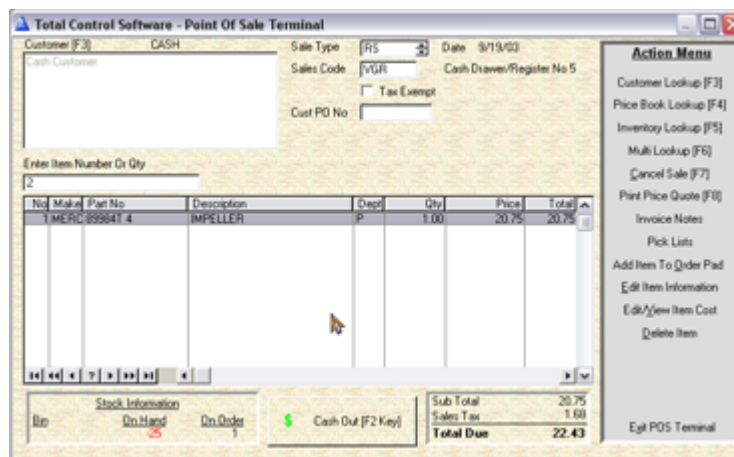 Total Control Software - Point Of Sale Terminal
Customer [F3] CASH
Cash Customer
Sale Type RS Date 9/19/03
Sales Code VGR Cash Drawer/Register No 5
Tax Exempt
Cust PO No
Enter Item Number Or Qty
2
No Make Part No Description Dept Qty Price Total
1 MERC 89984T 4 IMPELLER P 1.00 20.75 20.75
Stock Information
Bin On Hand On Order
-25 1
$ Cash Out [F2 Key]
Sub Total 20.75
Sales Tax 1.68
Total Due 22.43
Action Menu
Customer Lookup [F3]
Price Book Lookup [F4]
Inventory Lookup [F5]
Multi Lookup [F6]
Cancel Sale [F7]
Print Price Quote [F8]
Invoice Notes
Pick Lists
Add Item To Order Pad
Edit Item Information
Edit/View Item Cost
Delete Item
Exit POS Terminal